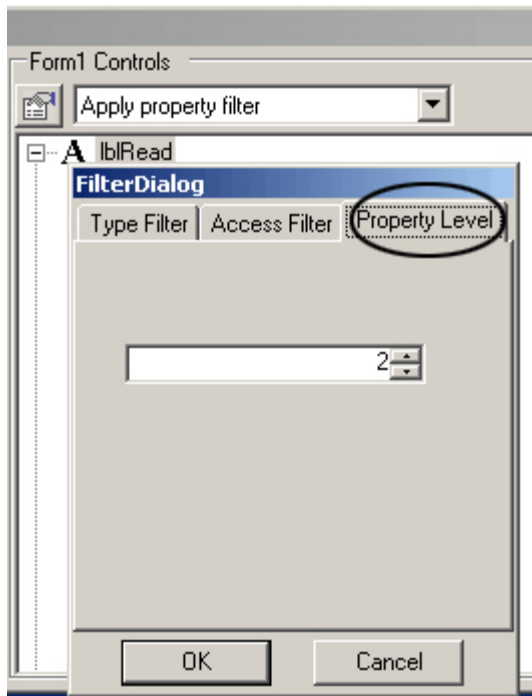 Form1 Controls
Apply property filter
A lblRead
FilterDialog
Type Filter Access Filter Property Level
2
OK Cancel